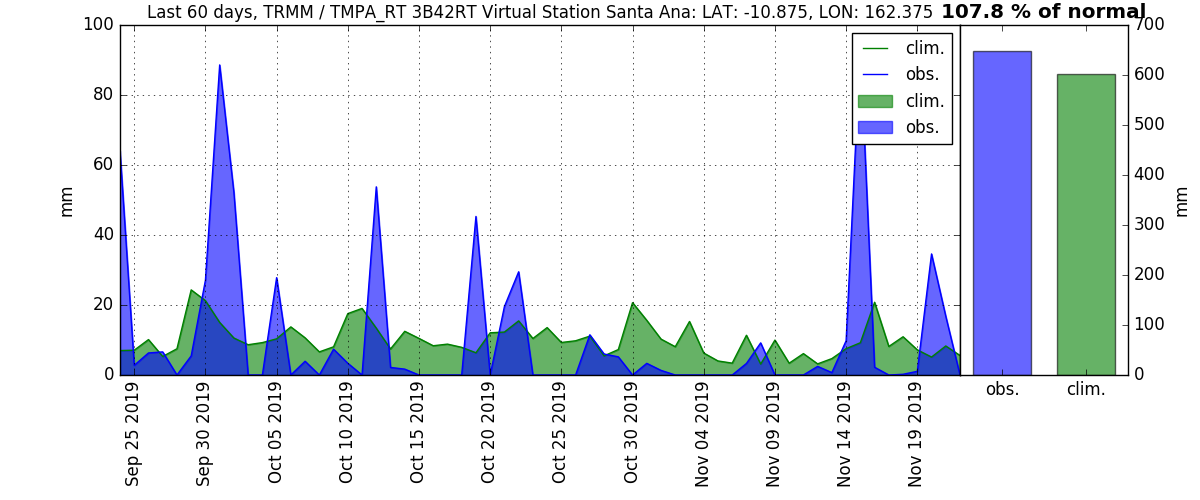 Last 60 days, TRMM / TMPA_RT 3B42RT Virtual Station Santa Ana: LAT: -10.875, LON: 162.375 107.8 % of normal
100
80
60
40
20
0
mm
clim.
obs.
clim.
obs.
700
600
500
400
300
200
100
0
mm
Sep 25 2019
Sep 30 2019
Oct 05 2019
Oct 10 2019
Oct 15 2019
Oct 20 2019
Oct 25 2019
Oct 30 2019
Nov 04 2019
Nov 09 2019
Nov 14 2019
Nov 19 2019
obs.
clim.